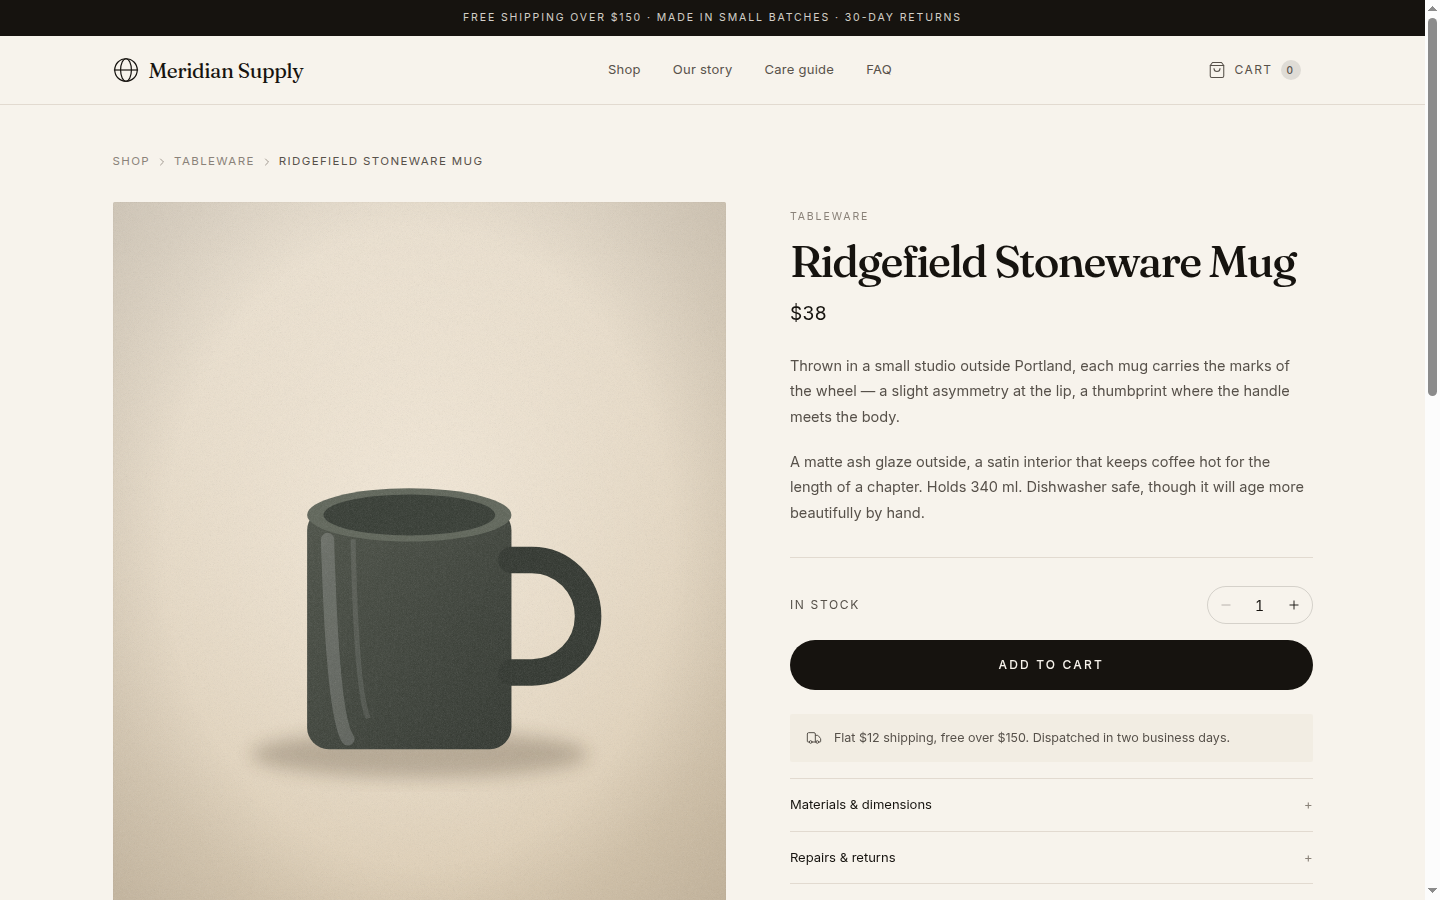 FREE SHIPPING OVER $150 · MADE IN SMALL BATCHES · 30-DAY RETURNS
Meridian Supply
Shop
Our story
Care guide
FAQ
CART 0
SHOP › TABLEWARE › RIDGEFIELD STONEWARE MUG
TABLEWARE
Ridgefield Stoneware Mug
$38
Thrown in a small studio outside Portland, each mug carries the marks of
the wheel — a slight asymmetry at the lip, a thumbprint where the handle
meets the body.
A matte ash glaze outside, a satin interior that keeps coffee hot for the
length of a chapter. Holds 340 ml. Dishwasher safe, though it will age more
beautifully by hand.
IN STOCK
− 1 +
ADD TO CART
Flat $12 shipping, free over $150. Dispatched in two business days.
Materials & dimensions +
Repairs & returns +